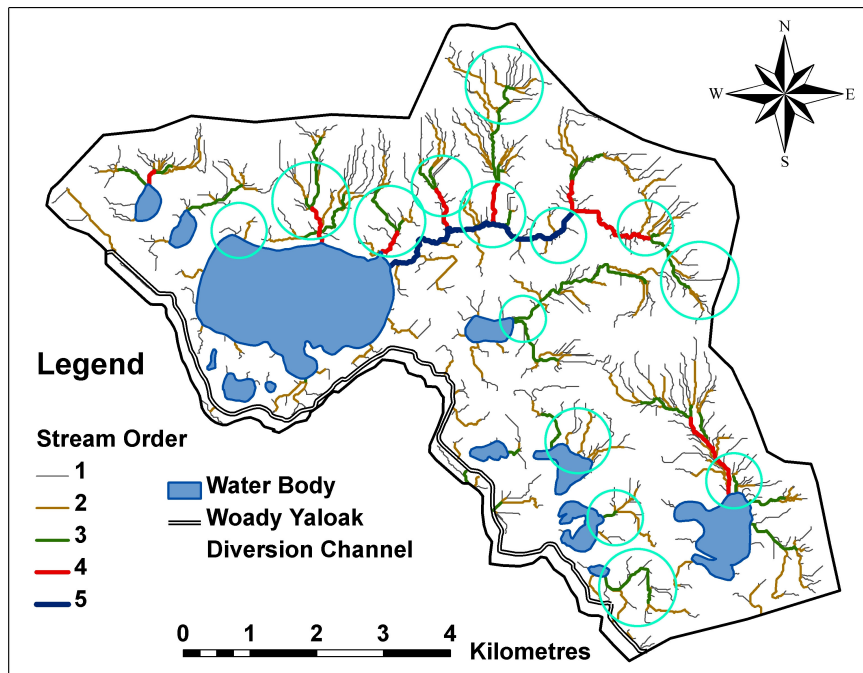 N
W E
S
Legend
Stream Order
1
2
3
4
5
Water Body
Woady Yaloak
Diversion Channel
0 1 2 3 4
Kilometres